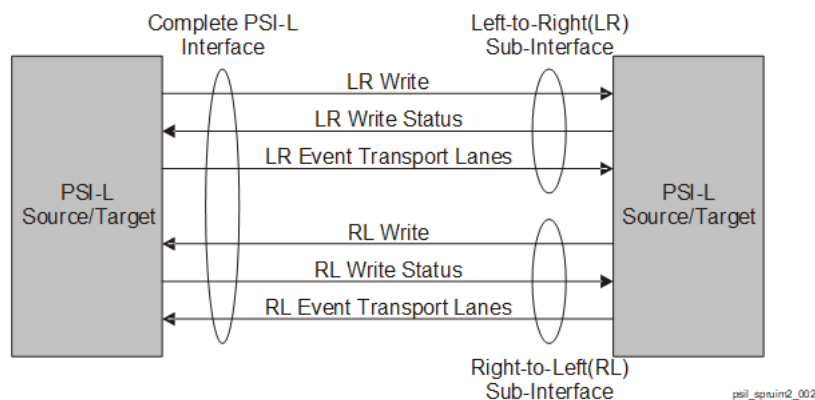 Complete PSI-L
Interface
Left-to-Right(LR)
Sub-Interface
LR Write
LR Write Status
LR Event Transport Lanes
PSI-L
Source/Target
PSI-L
Source/Target
RL Write
RL Write Status
RL Event Transport Lanes
Right-to-Left(RL)
Sub-Interface
psil_spruim2_002